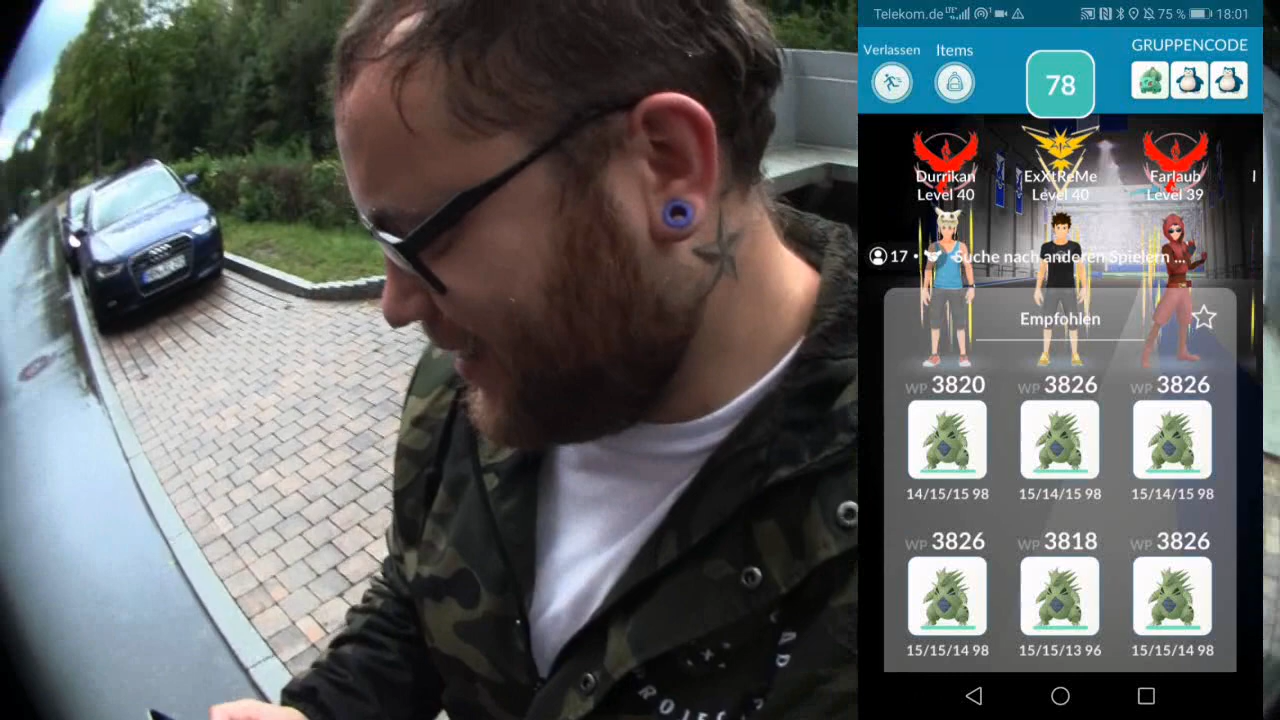 Telekom.de LTE 75 % 18:01
Verlassen Items 78 GRUPPENCODE
Durrikan ExXtReMe Farlaub
Level 40 Level 40 Level 39
17 • Suche nach anderen Spielern ...
Empfohlen
WP 3820 WP 3826 WP 3826
14/15/15 98 15/14/15 98 15/14/15 98
WP 3826 WP 3818 WP 3826
15/15/14 98 15/15/13 96 15/15/14 98